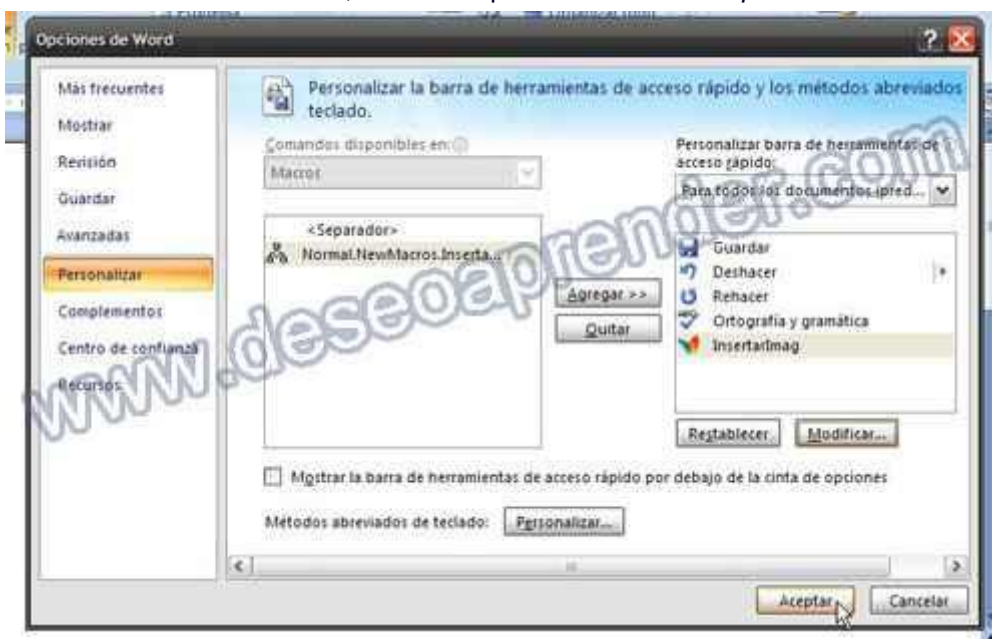 Opciones de Word
Más frecuentes
Mostrar
Revisión
Guardar
Avanzadas
Personalizar
Complementos
Centro de confianza
Recursos
Personalizar la barra de herramientas de acceso rápido y los métodos abreviados
teclado.
Comandos disponibles en:
Macros
<Separador>
Normal.NewMacros.Inserta...
Agregar >>
Quitar
Personalizar barra de herramientas de
acceso rápido:
Para todos los documentos (pred...
Guardar
Deshacer
Rehacer
Ortografía y gramática
InsertarImag
Restablecer
Modificar...
Mostrar la barra de herramientas de acceso rápido por debajo de la cinta de opciones
Métodos abreviados de teclado:
Personalizar...
Aceptar
Cancelar
www.deseoaprender.com